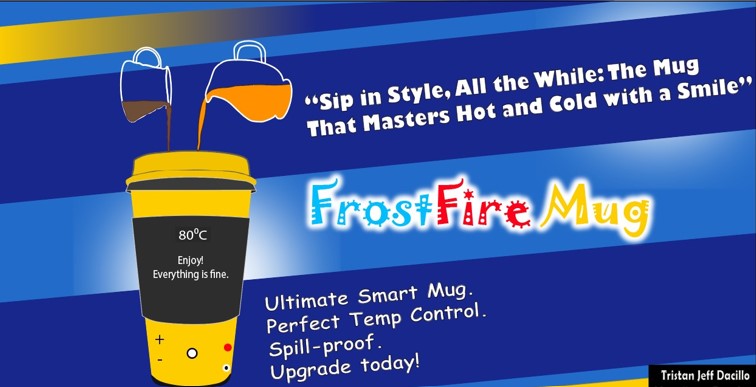 “Sip in Style, All the While: The Mug
That Masters Hot and Cold with a Smile”
FrostFire Mug
80⁰C
Enjoy!
Everything is fine.
+
-
Ultimate Smart Mug.
Perfect Temp Control.
Spill-proof.
Upgrade today!
Tristan Jeff Dacillo